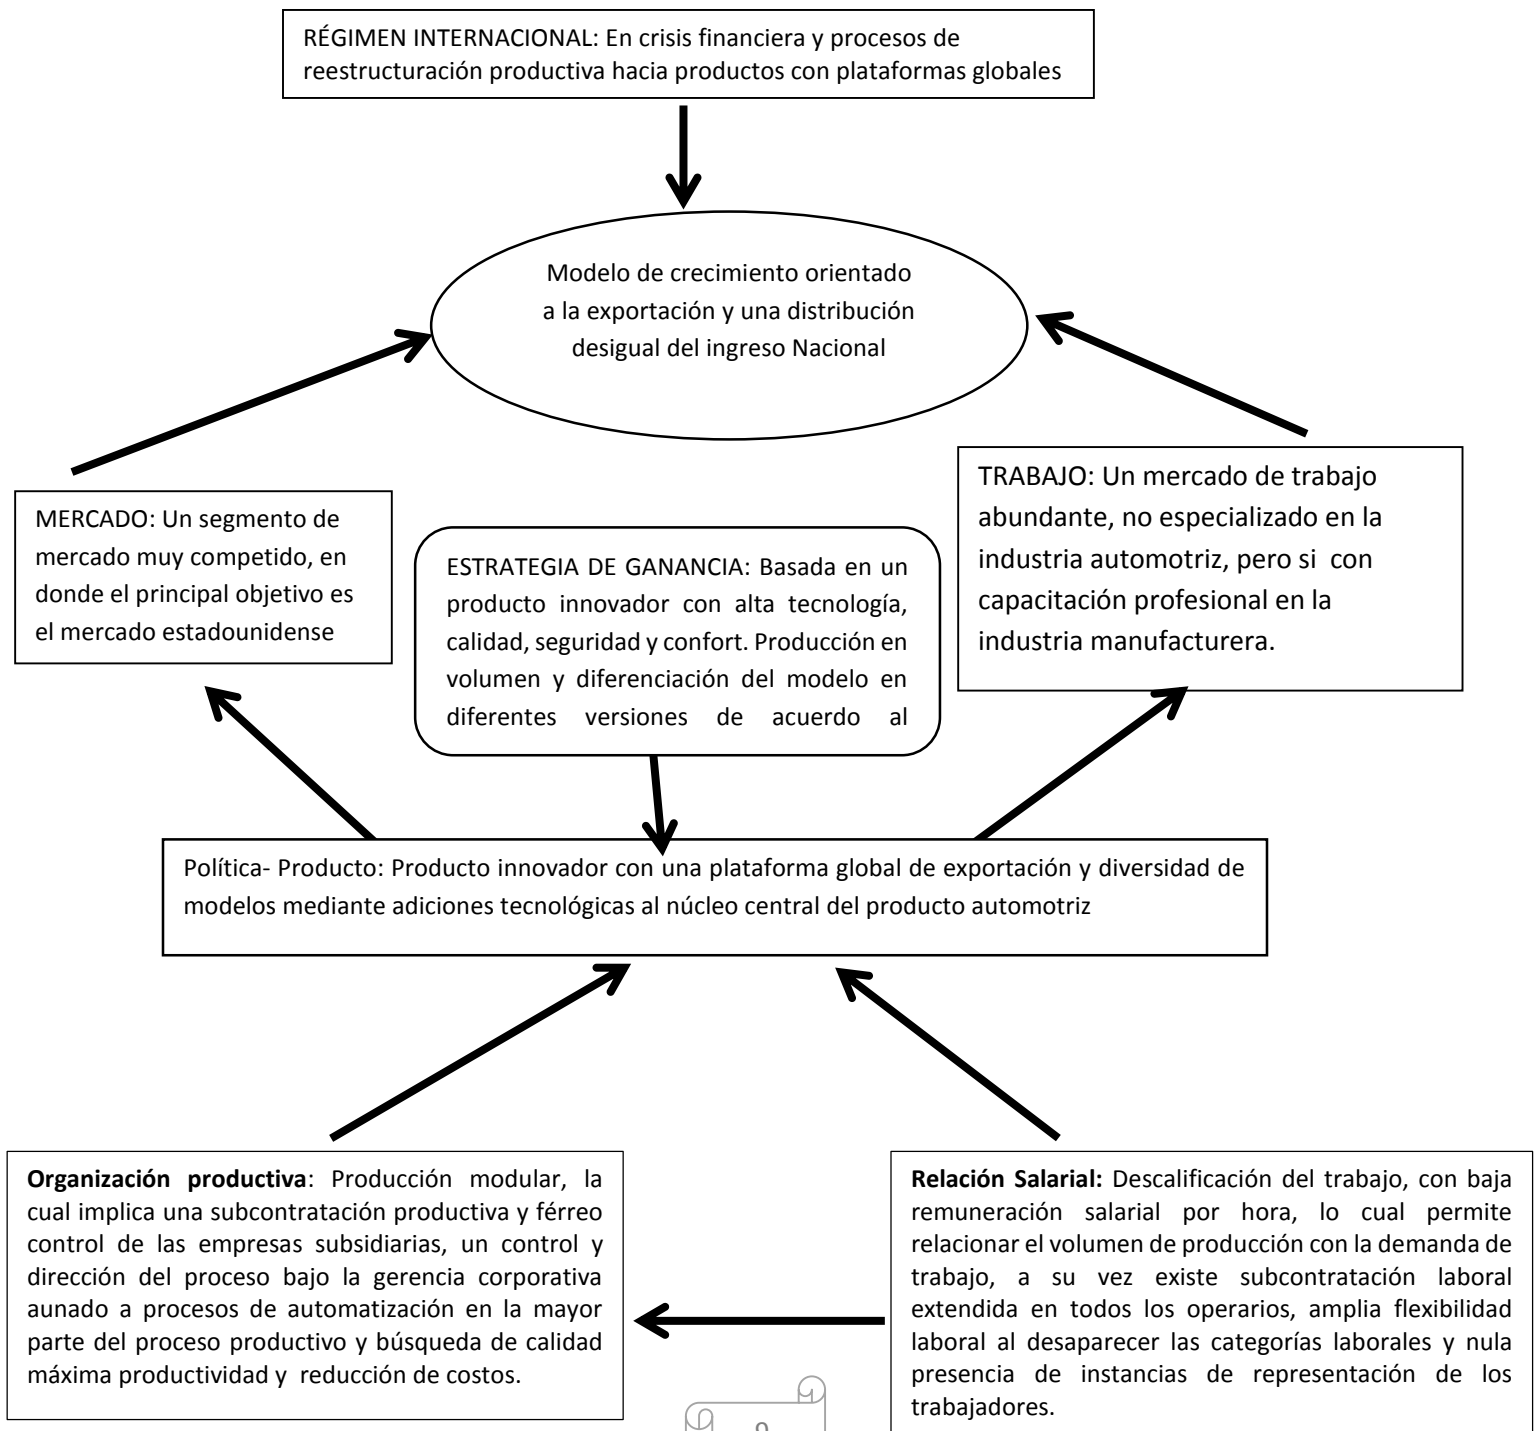 RÉGIMEN INTERNACIONAL: En crisis financiera y procesos de
reestructuración productiva hacia productos con plataformas globales
Modelo de crecimiento orientado
a la exportación y una distribución
desigual del ingreso Nacional
MERCADO: Un segmento de
mercado muy competido, en
donde el principal objetivo es
el mercado estadounidense
ESTRATEGIA DE GANANCIA: Basada en un
producto innovador con alta tecnología,
calidad, seguridad y confort. Producción en
volumen y diferenciación del modelo en
diferentes versiones de acuerdo al
TRABAJO: Un mercado de trabajo
abundante, no especializado en la
industria automotriz, pero si con
capacitación profesional en la
industria manufacturera.
Política- Producto: Producto innovador con una plataforma global de exportación y diversidad de
modelos mediante adiciones tecnológicas al núcleo central del producto automotriz
Organización productiva: Producción modular, la
cual implica una subcontratación productiva y férreo
control de las empresas subsidiarias, un control y
dirección del proceso bajo la gerencia corporativa
aunado a procesos de automatización en la mayor
parte del proceso productivo y búsqueda de calidad
máxima productividad y reducción de costos.
Relación Salarial: Descalificación del trabajo, con baja
remuneración salarial por hora, lo cual permite
relacionar el volumen de producción con la demanda de
trabajo, a su vez existe subcontratación laboral
extendida en todos los operarios, amplia flexibilidad
laboral al desaparecer las categorías laborales y nula
presencia de instancias de representación de los
trabajadores.